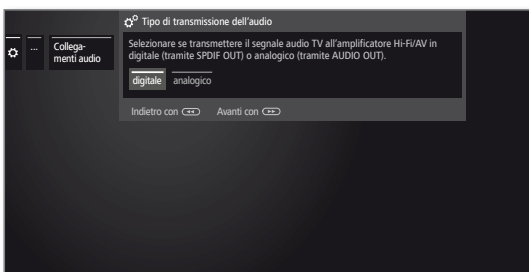 Tipo di transmissione dell'audio
...
Collega-
menti audio
Selezionare se transmettere il segnale audio TV all'amplificatore Hi-Fi/AV in
digitale (tramite SPDIF OUT) o analogico (tramite AUDIO OUT).
digitale analogico
Indietro con Avanti con